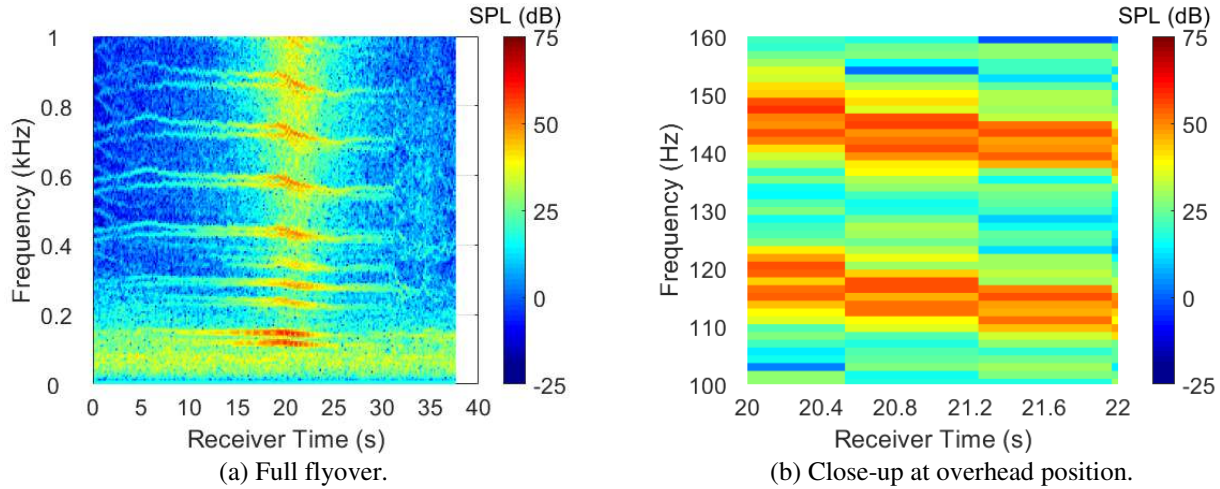 SPL (dB)
1
0.8
0.6
0.4
0.2
0
Frequency (kHz)
0 5 10 15 20 25 30 35 40
Receiver Time (s)
75
50
25
0
-25
(a) Full flyover.
SPL (dB)
160
150
140
130
120
110
100
Frequency (Hz)
20 20.4 20.8 21.2 21.6 22
Receiver Time (s)
75
50
25
0
-25
(b) Close-up at overhead position.